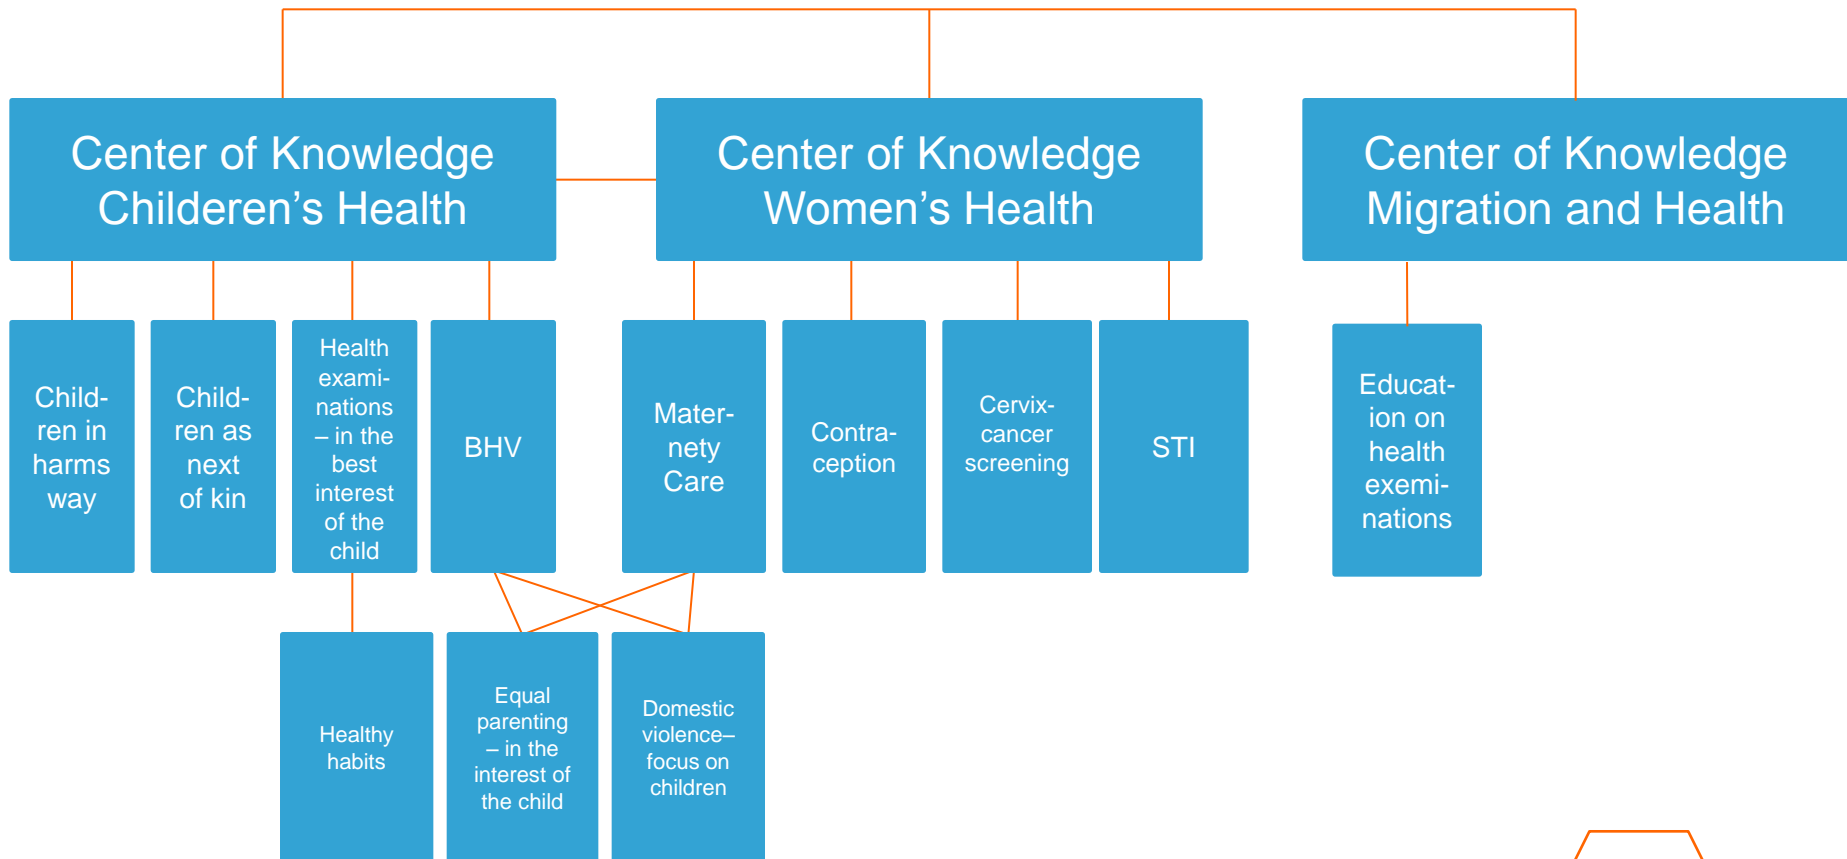 Center of Knowledge
Childeren’s Health
Center of Knowledge
Women’s Health
Center of Knowledge
Migration and Health
Child-
ren in
harms
way
Child-
ren as
next
of kin
Health
exami-
nations
– in the
best
interest
of the
child
BHV
Mater-
nety
Care
Contra-
ception
Cervix-
cancer
screening
STI
Educat-
ion on
health
exemi-
nations
Healthy
habits
Equal
parenting
– in the
interest of
the child
Domestic
violence–
focus on
children